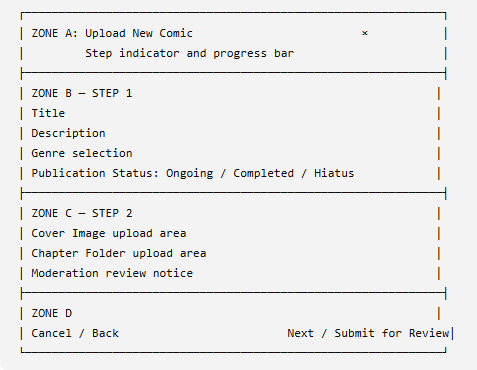 ZONE A: Upload New Comic ×
Step indicator and progress bar
ZONE B — STEP 1
Title
Description
Genre selection
Publication Status: Ongoing / Completed / Hiatus
ZONE C — STEP 2
Cover Image upload area
Chapter Folder upload area
Moderation review notice
ZONE D
Cancel / Back Next / Submit for Review